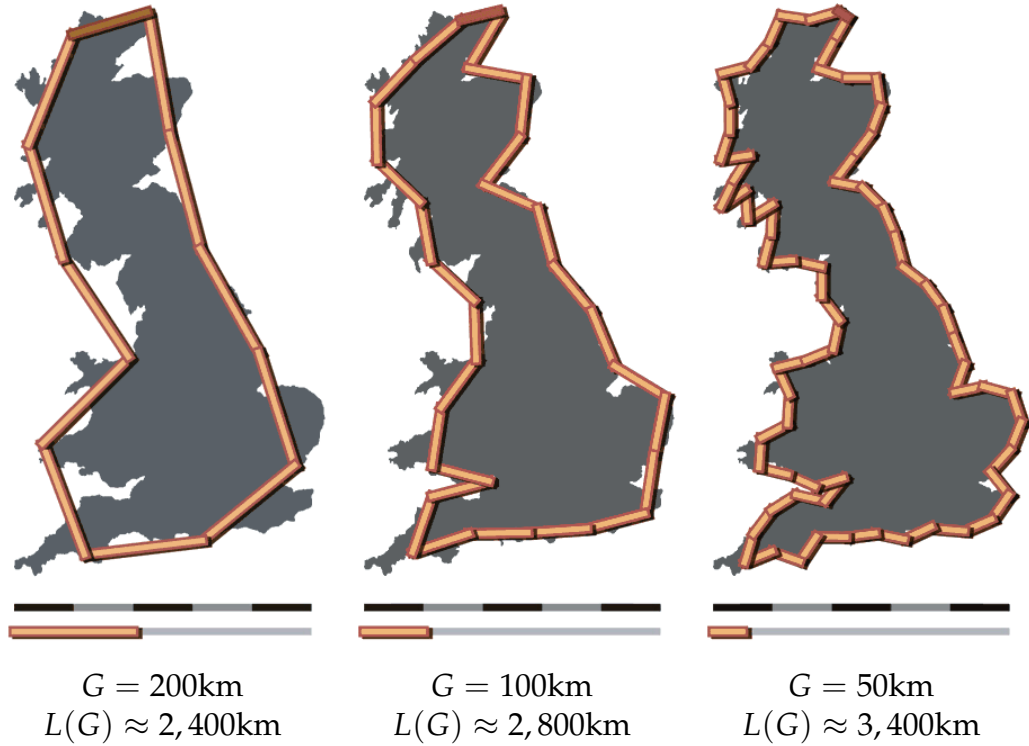 G = 200km
L(G) ≈ 2,400km
G = 100km
L(G) ≈ 2,800km
G = 50km
L(G) ≈ 3,400km